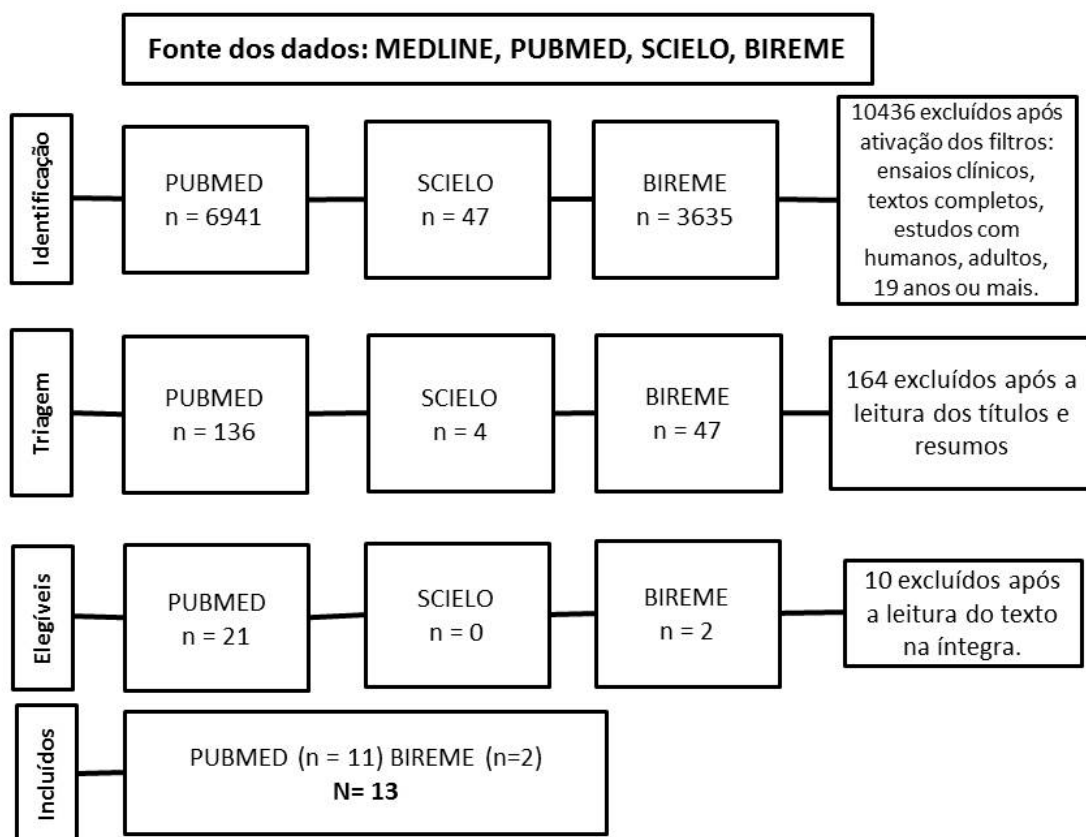 Fonte dos dados: MEDLINE, PUBMED, SCIELO, BIREME
Identificação
PUBMED
n = 6941
SCIELO
n = 47
BIREME
n = 3635
10436 excluídos após
ativação dos filtros:
ensaios clínicos,
textos completos,
estudos com
humanos, adultos,
19 anos ou mais.
Triagem
PUBMED
n = 136
SCIELO
n = 4
BIREME
n = 47
164 excluídos após a
leitura dos títulos e
resumos
Elegíveis
PUBMED
n = 21
SCIELO
n = 0
BIREME
n = 2
10 excluídos após
a leitura do texto
na íntegra.
Incluídos
PUBMED (n = 11) BIREME (n=2)
N= 13